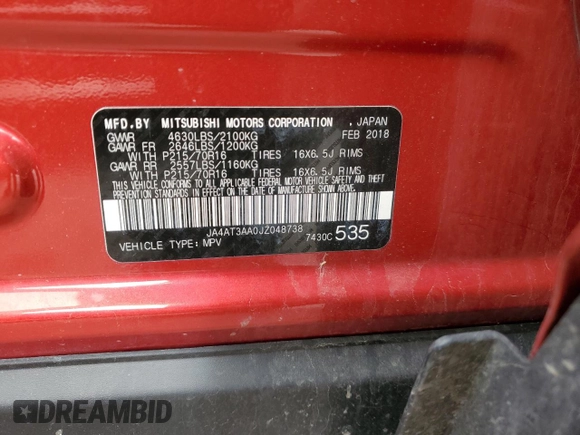 MFD.BY MITSUBISHI MOTORS CORPORATION , JAPAN
GVWR 4630LBS/2100KG FEB 2018
GAWR FR 2646LBS/1200KG
WITH P215/70R16 TIRES 16X6.5J RIMS
GAWR RR 2557LBS/1160KG
WITH P215/70R16 TIRES 16X6.5J RIMS
THIS VEHICLE CONFORMS TO ALL APPLICABLE FEDERAL MOTOR VEHICLE SAFETY AND THEFT
PREVENTION STANDARDS IN EFFECT ON THE DATE OF MANUFACTURE SHOWN ABOVE.
JA4AT3AA0JZ048738 7430C 535
VEHICLE TYPE: MPV
DREAMBID